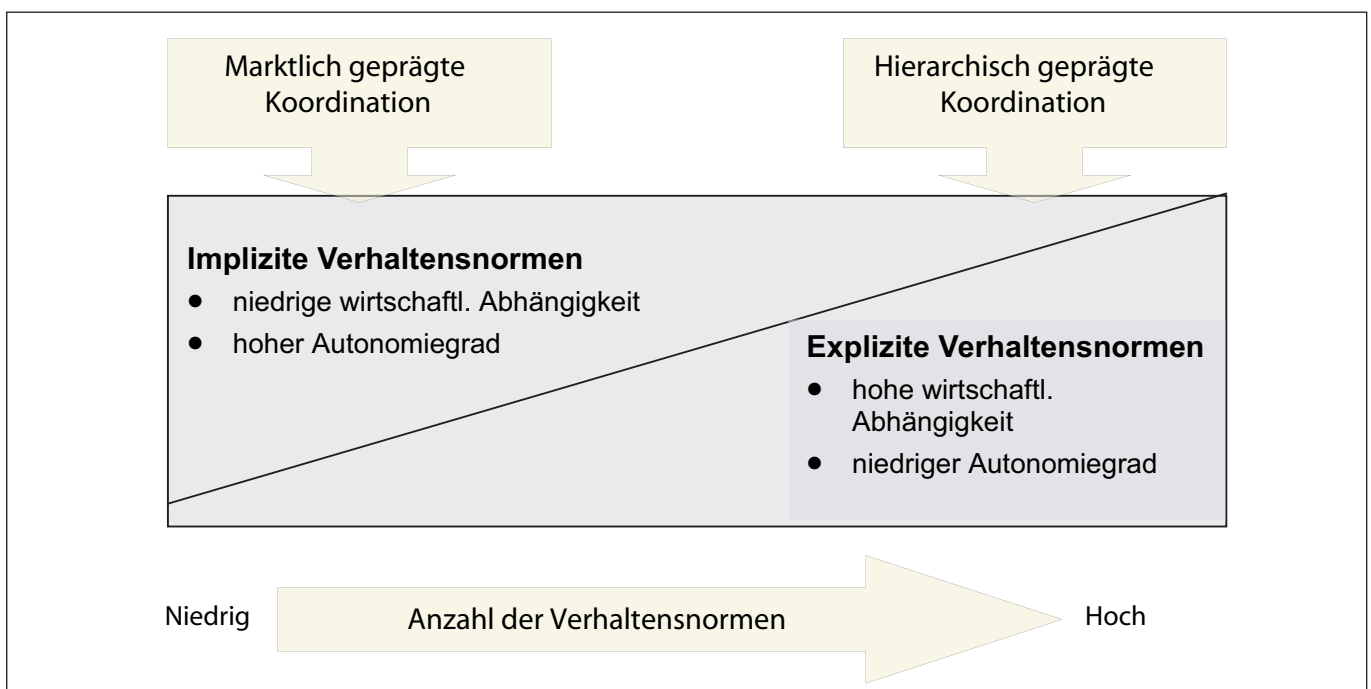 Marktlich geprägte
Koordination
Hierarchisch geprägte
Koordination
Implizite Verhaltensnormen
● niedrige wirtschaftl. Abhängigkeit
● hoher Autonomiegrad
Explizite Verhaltensnormen
● hohe wirtschaftl.
Abhängigkeit
● niedriger Autonomiegrad
Niedrig
Anzahl der Verhaltensnormen
Hoch